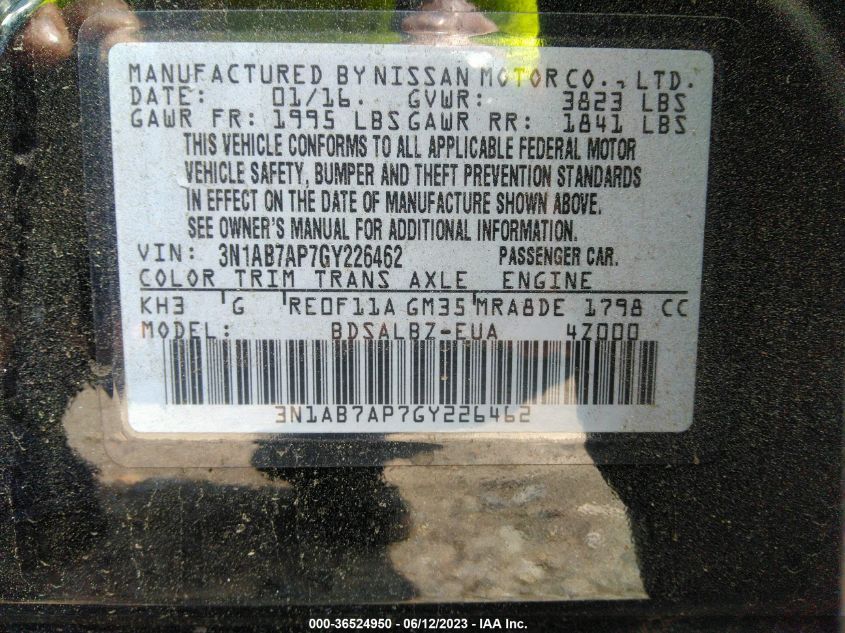 MANUFACTURED BY NISSAN MOTOR CO., LTD.
DATE: 01/16. GVWR: 3823 LBS
GAWR FR: 1995 LBS GAWR RR: 1841 LBS
THIS VEHICLE CONFORMS TO ALL APPLICABLE FEDERAL MOTOR
VEHICLE SAFETY, BUMPER AND THEFT PREVENTION STANDARDS
IN EFFECT ON THE DATE OF MANUFACTURE SHOWN ABOVE.
SEE OWNER'S MANUAL FOR ADDITIONAL INFORMATION.
VIN: 3N1AB7AP7GY226462 PASSENGER CAR.
COLOR TRIM TRANS AXLE ENGINE
KH3 G RE0F11A GM35 MRA8DE 1798 CC
MODEL: BDSALBZ-EUA 4Z000
3N1AB7AP7GY226462
000-36524950 - 06/12/2023 - IAA Inc.